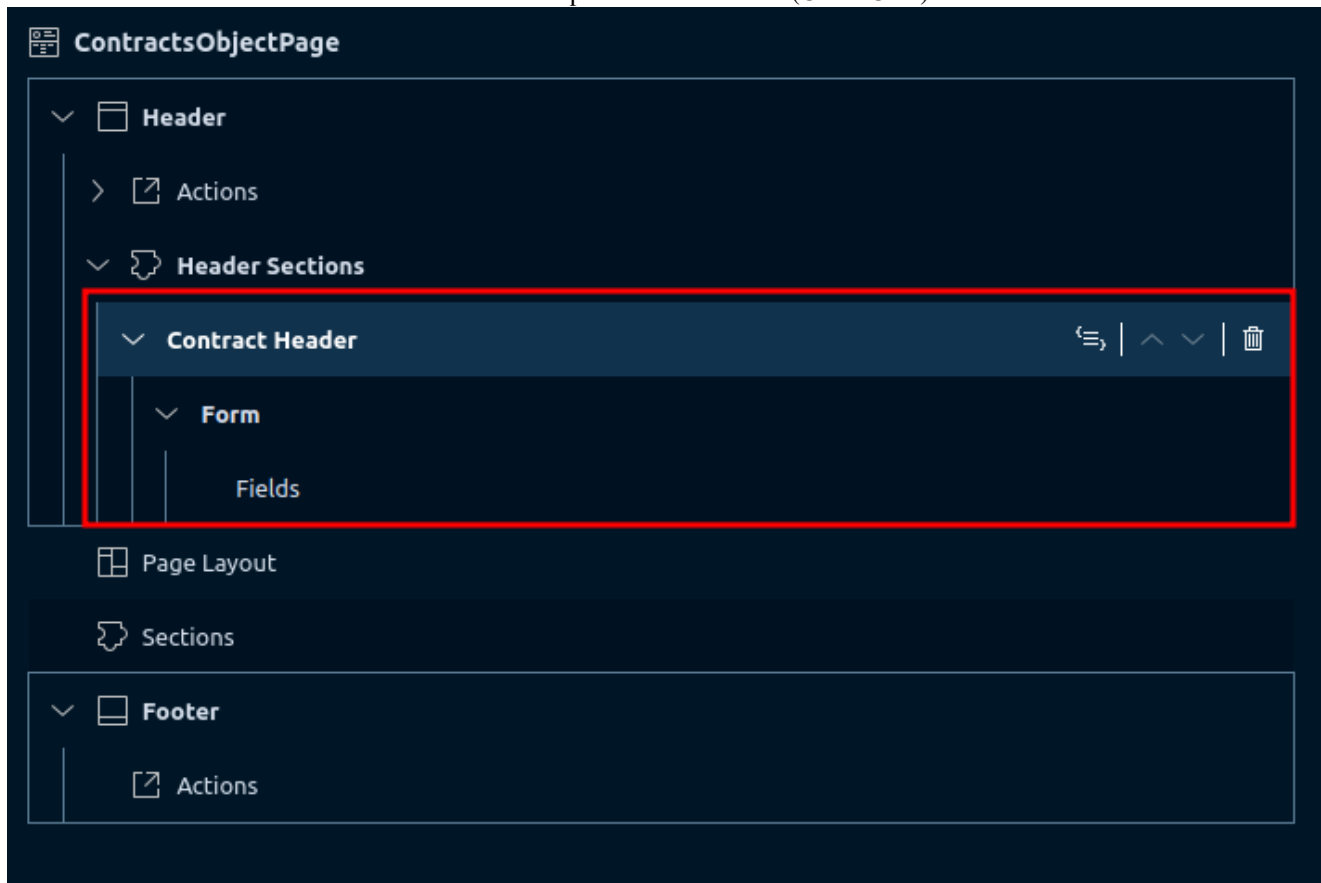 ContractsObjectPage
Header
Actions
Header Sections
Contract Header
Form
Fields
Page Layout
Sections
Footer
Actions